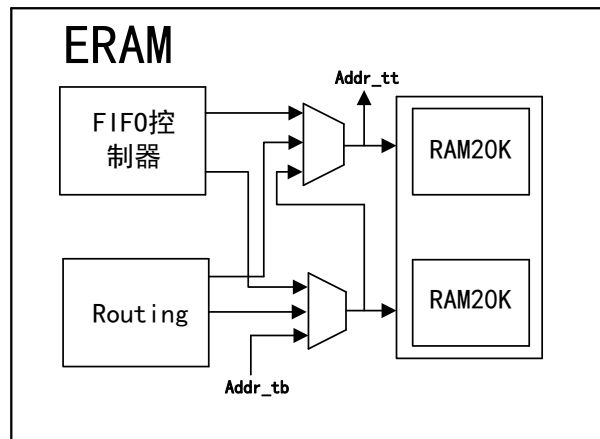 ERAM
Addr_tt
FIFO控
制器
RAM20K
Routing
RAM20K
Addr_tb